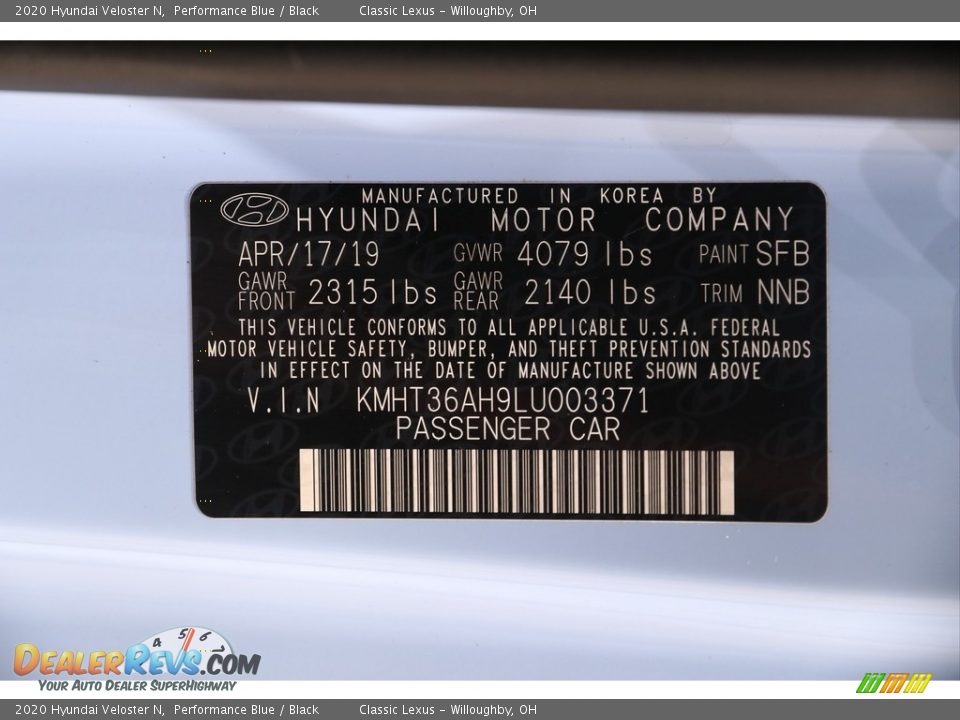 2020 Hyundai Veloster N, Performance Blue / Black Classic Lexus - Willoughby, OH
MANUFACTURED IN KOREA BY
HYUNDAI MOTOR COMPANY
APR/17/19 GVWR 4079 lbs PAINT SFB
GAWR FRONT 2315 lbs GAWR REAR 2140 lbs TRIM NNB
THIS VEHICLE CONFORMS TO ALL APPLICABLE U.S.A. FEDERAL
MOTOR VEHICLE SAFETY, BUMPER, AND THEFT PREVENTION STANDARDS
IN EFFECT ON THE DATE OF MANUFACTURE SHOWN ABOVE
V.I.N KMHT36AH9LU003371
PASSENGER CAR
4 5 6 7
DEALERREVS.COM
YOUR AUTO DEALER SUPERHIGHWAY
2020 Hyundai Veloster N, Performance Blue / Black Classic Lexus - Willoughby, OH